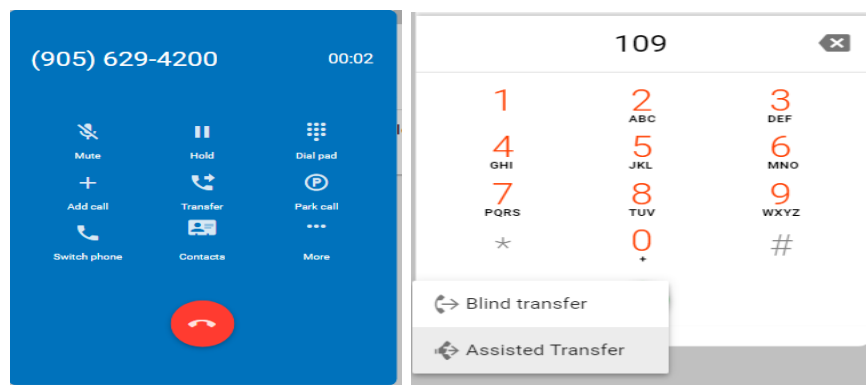 (905) 629-4200 00:02
Mute Hold Dial pad
Add call Transfer Park call
Switch phone Contacts More
109
1 2 3
ABC DEF
4 5 6
GHI JKL MNO
7 8 9
PQRS TUV WXYZ
* 0 #
+
Blind transfer
Assisted Transfer